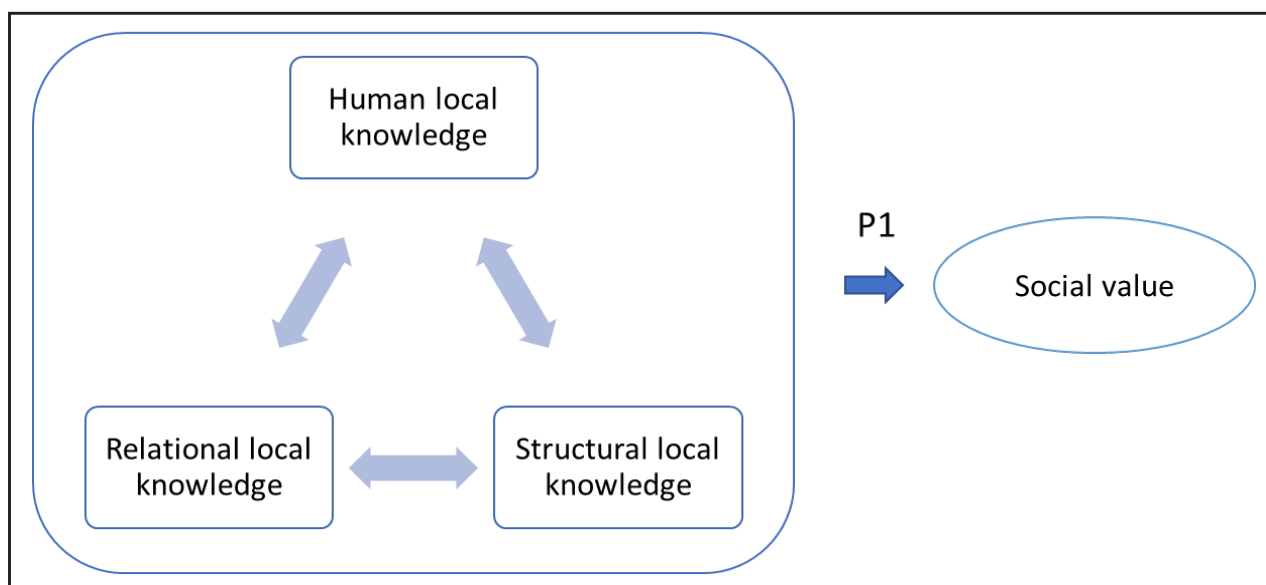 Human local
knowledge
P1
Social value
Relational local
knowledge
Structural local
knowledge